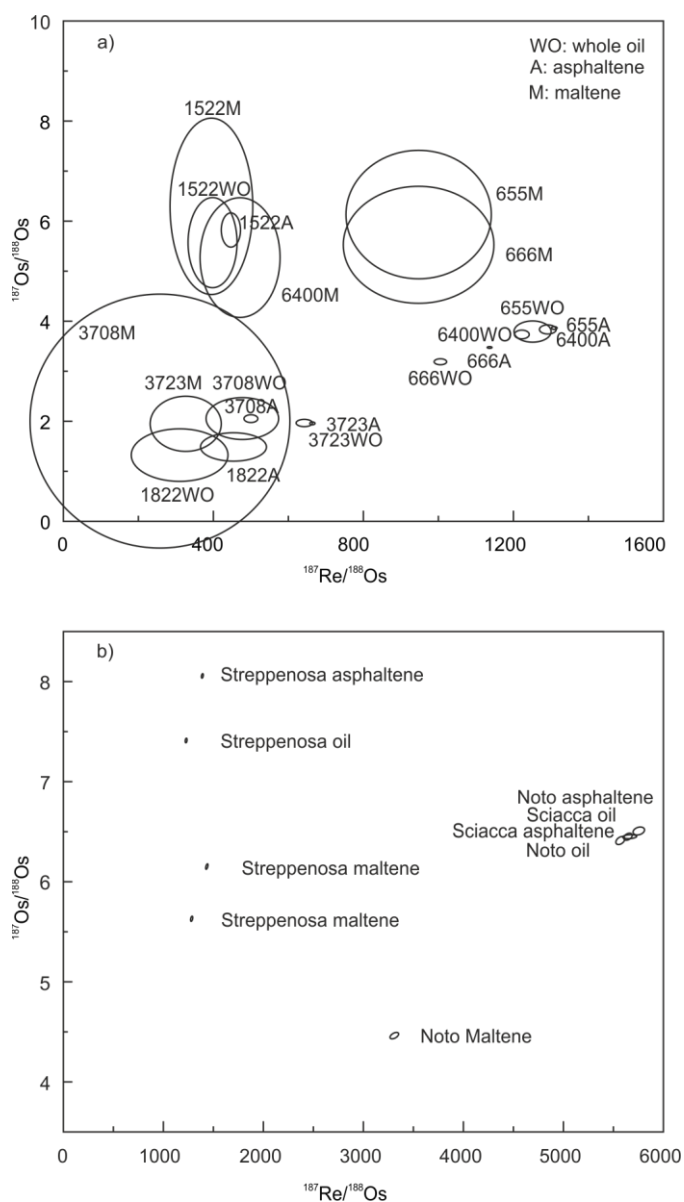 10
a)
WO: whole oil
A: asphaltene
M: maltene
1522M
8
1522WO
1522A
655M
6
666M
6400M
¹⁸⁷Os/¹⁸⁸Os
655WO
655A
6400WO
6400A
4
3708M
666A
666WO
3723M
3708WO
3708A
2
3723A
3723WO
1822A
1822WO
0
0
400
800
1200
1600
¹⁸⁷Re/¹⁸⁸Os
b)
8
Streppenosa asphaltene
Streppenosa oil
7
Noto asphaltene
Sciacca oil
Sciacca asphaltene
Noto oil
6
Streppenosa maltene
Streppenosa maltene
¹⁸⁷Os/¹⁸⁸Os
5
Noto Maltene
4
0
1000
2000
3000
4000
5000
6000
¹⁸⁷Re/¹⁸⁸Os